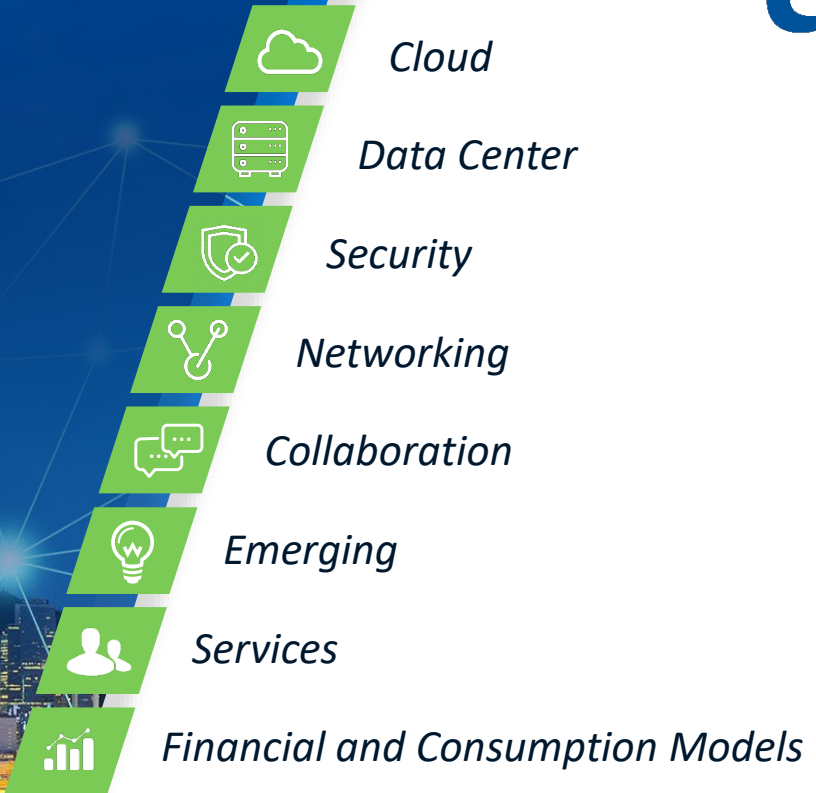 Cloud
Data Center
Security
Networking
Collaboration
Emerging
Services
Financial and Consumption Models